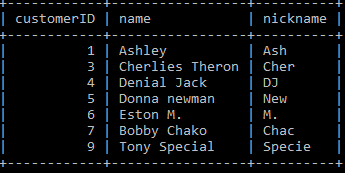 customerID | name | nickname
1 | Ashley | Ash
3 | Cherlies Theron | Cher
4 | Denial Jack | DJ
5 | Donna newman | New
6 | Eston M. | M.
7 | Bobby Chako | Chac
9 | Tony Special | Specie